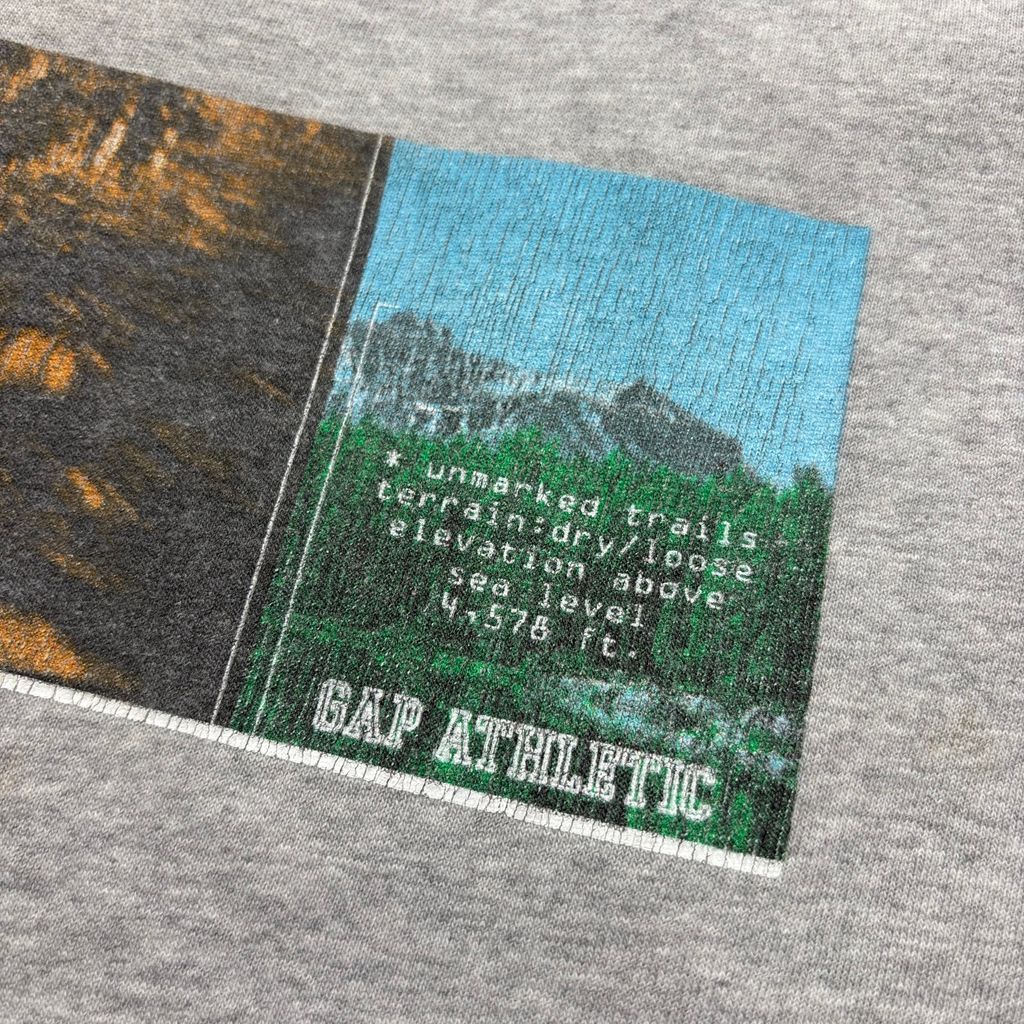 * unmarked trails
terrain:dry/loose
elevation above
sea level
4,578 ft.
GAP ATHLETIC